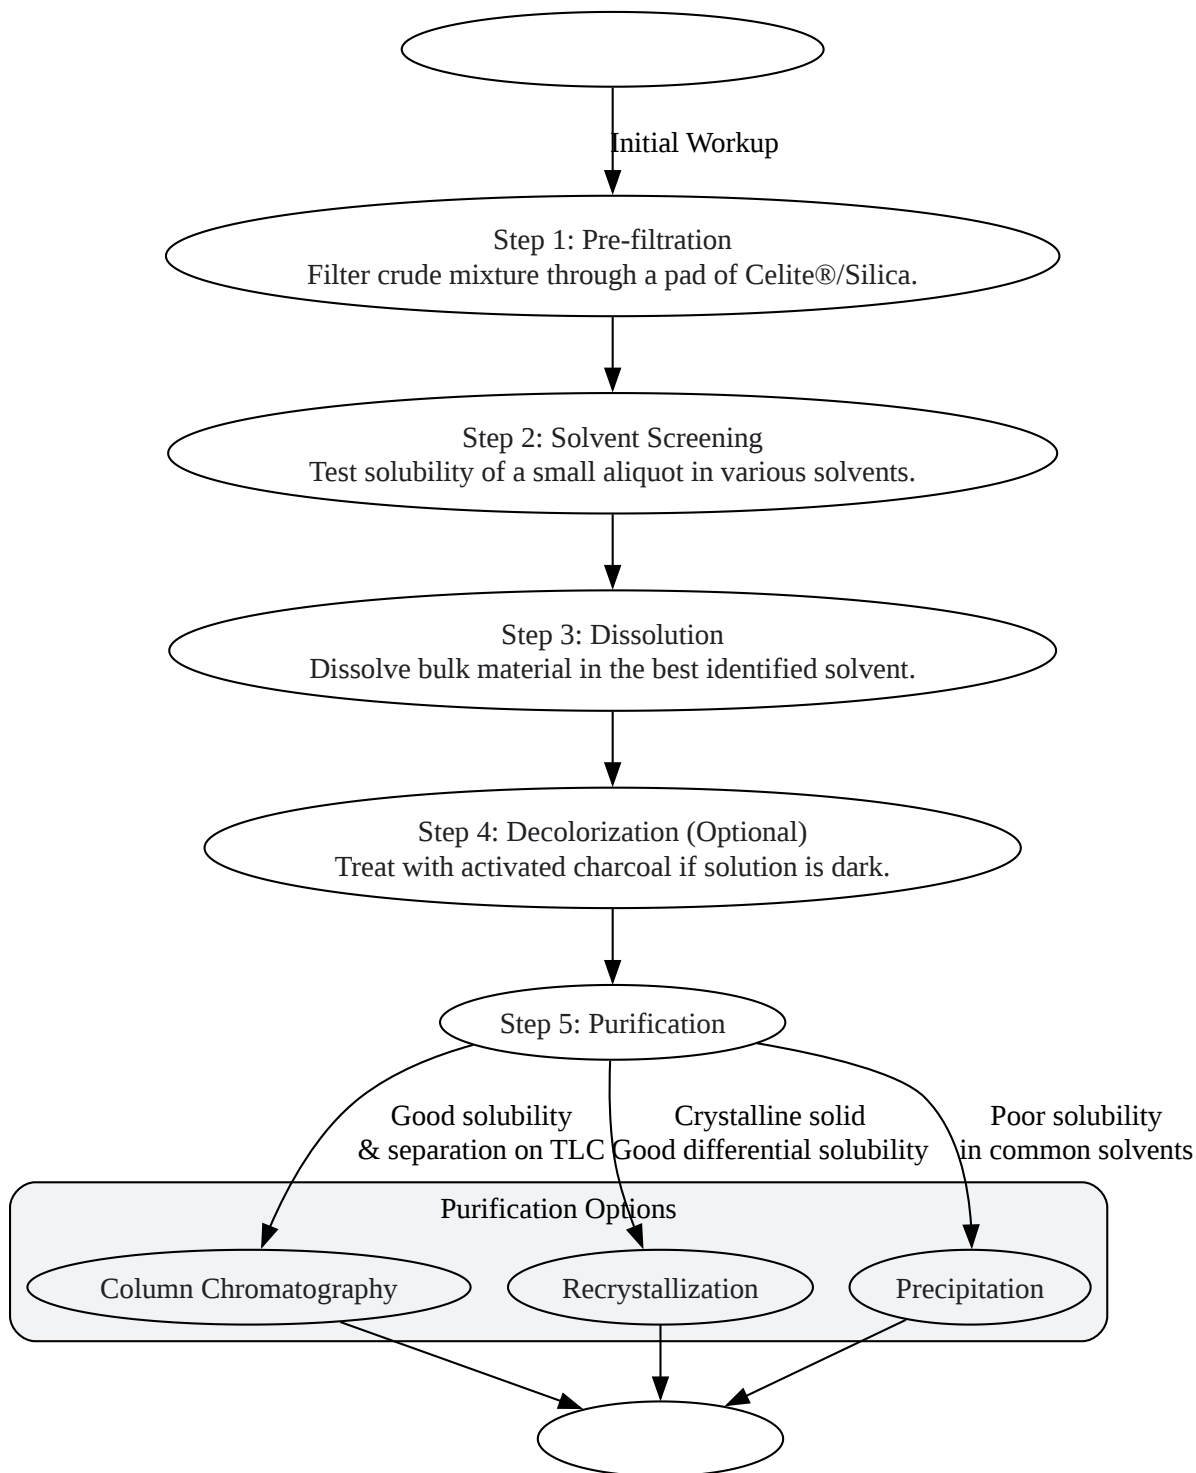 Initial Workup
Step 1: Pre-filtration
Filter crude mixture through a pad of Celite®/Silica.
Step 2: Solvent Screening
Test solubility of a small aliquot in various solvents.
Step 3: Dissolution
Dissolve bulk material in the best identified solvent.
Step 4: Decolorization (Optional)
Treat with activated charcoal if solution is dark.
Step 5: Purification
Good solubility
& separation on TLC
Crystalline solid
Good differential solubility
Poor solubility
in common solvents
Purification Options
Column Chromatography
Recrystallization
Precipitation